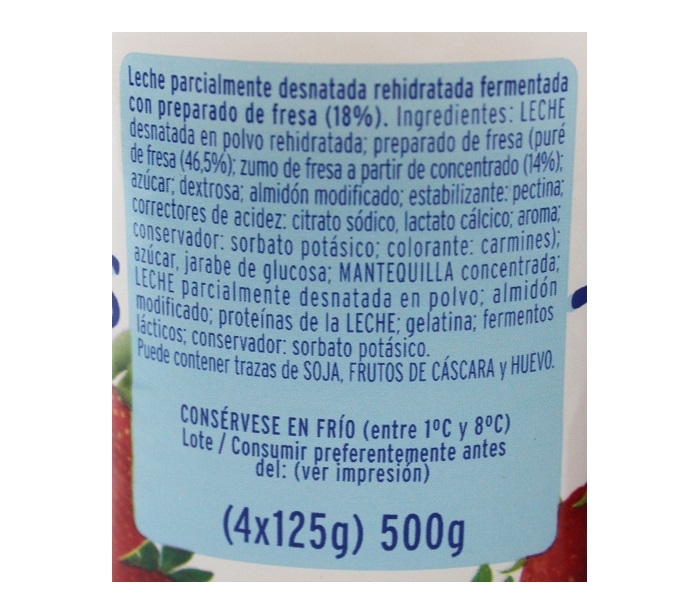 Leche parcialmente desnatada rehidratada fermentada
con preparado de fresa (18%). Ingredientes: LECHE
desnatada en polvo rehidratada; preparado de fresa (puré
de fresa (46,5%); zumo de fresa a partir de concentrado (14%);
azúcar; dextrosa; almidón modificado; estabilizante: pectina;
correctores de acidez: citrato sódico, lactato cálcico; aroma;
conservador: sorbato potásico; colorante: carmines);
azúcar, jarabe de glucosa; MANTEQUILLA concentrada;
LECHE parcialmente desnatada en polvo; almidón
modificado; proteínas de la LECHE; gelatina; fermentos
lácticos; conservador: sorbato potásico.
Puede contener trazas de SOJA, FRUTOS DE CÁSCARA y HUEVO.
CONSÉRVESE EN FRÍO (entre 1ºC y 8ºC)
Lote / Consumir preferentemente antes
del: (ver impresión)
(4x125g) 500g